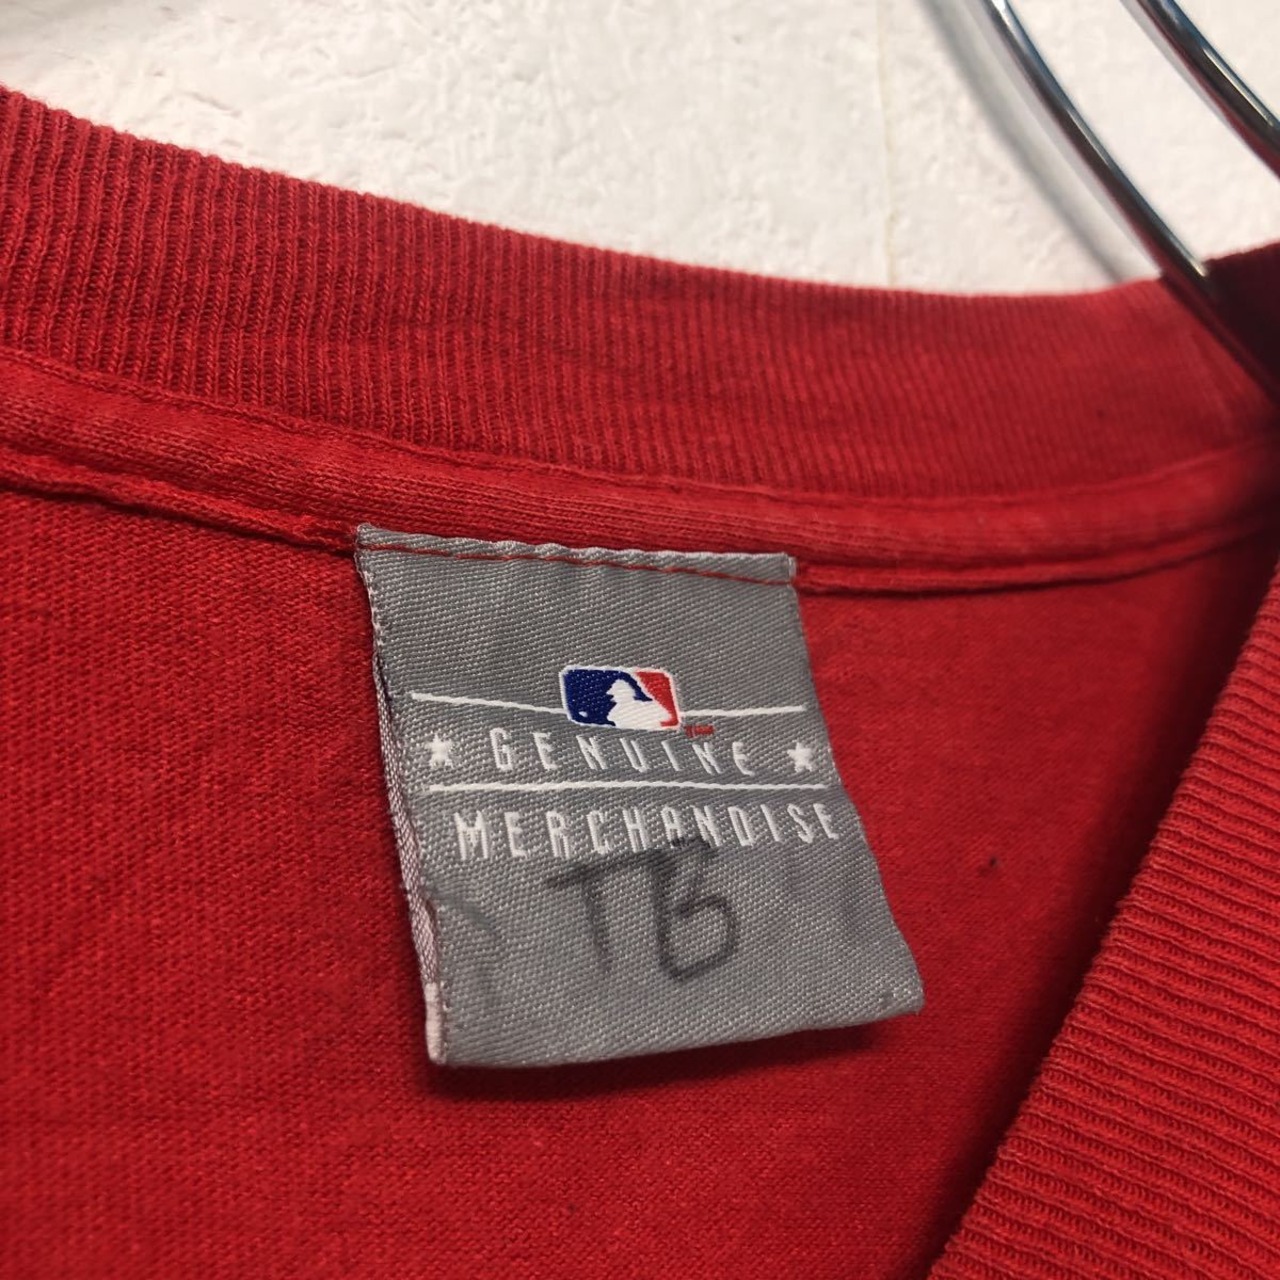 ★ GENUINE ★
MERCHANDISE
TB